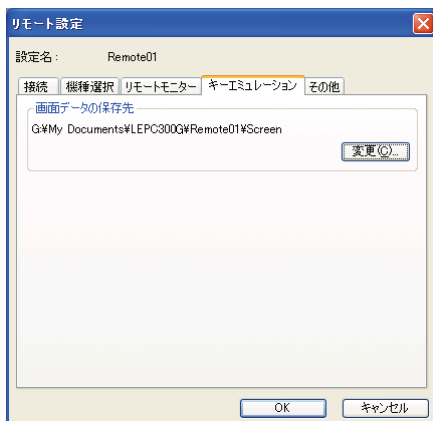 リモート設定
設定名： Remote01
接続 機種選択 リモートモニター キーエミュレーション その他
画面データの保存先
G:¥My Documents¥LEPC300G¥Remote01¥Screen
変更(C)...
OK キャンセル